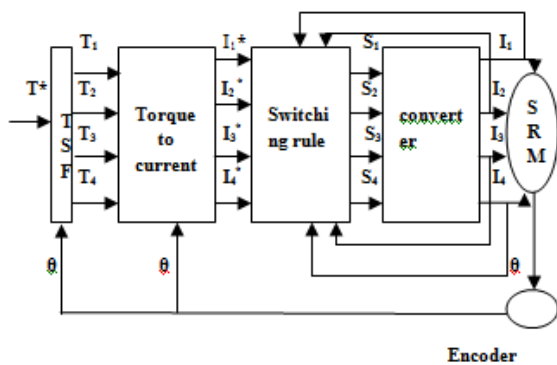 T*
T
S
F
T₁
T₂
T₃
T₄
Torque
to
current
I₁*
I₂*
I₃*
I₄*
Switchi
ng rule
S₁
S₂
S₃
S₄
convert
er
I₁
I₂
I₃
I₄
S
R
M
θ
θ
θ
Encoder